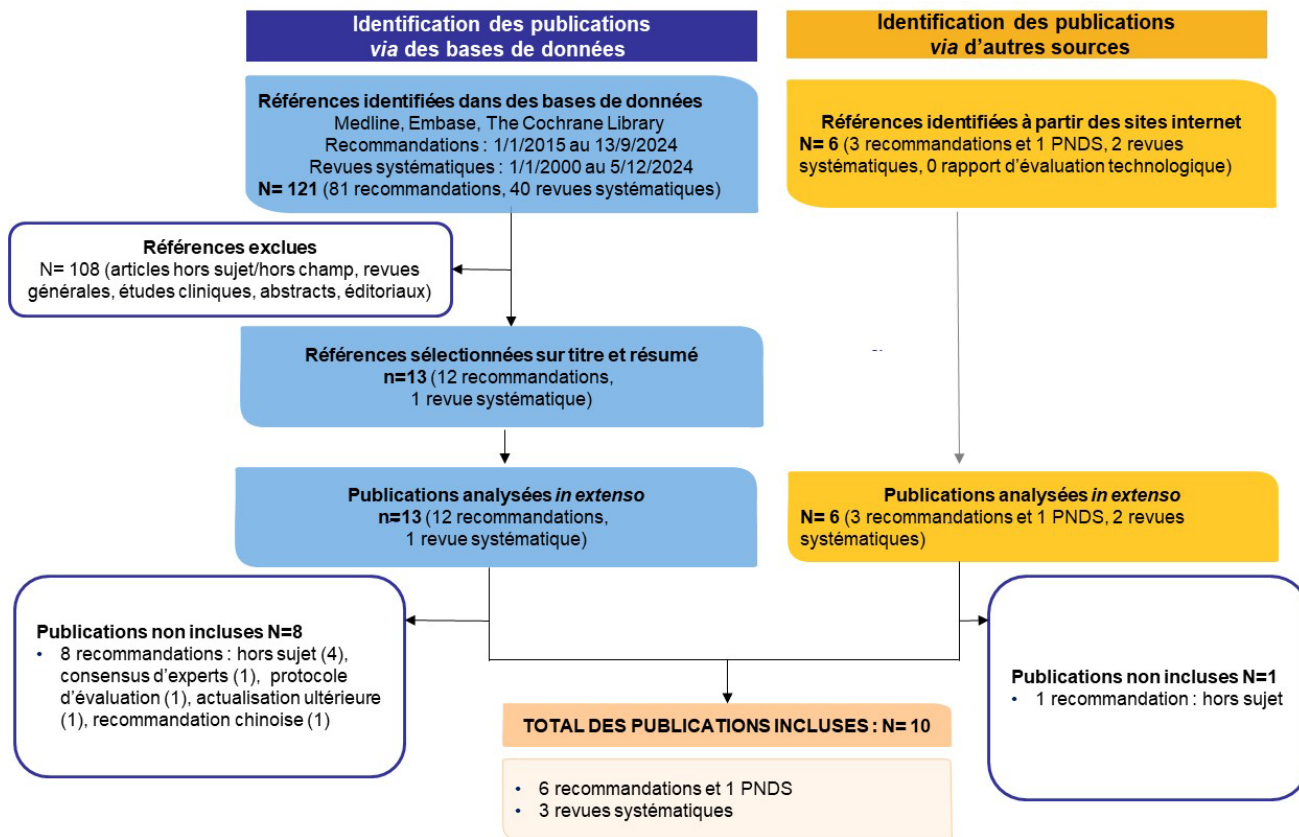 Identification des publications
via des bases de données
Identification des publications
via d'autres sources
Références identifiées dans des bases de données
Medline, Embase, The Cochrane Library
Recommandations : 1/1/2015 au 13/9/2024
Revues systématiques : 1/1/2000 au 5/12/2024
N= 121 (81 recommandations, 40 revues systématiques)
Références identifiées à partir des sites internet
N= 6 (3 recommandations et 1 PNDS, 2 revues
systématiques, 0 rapport d'évaluation technologique)
Références exclues
N= 108 (articles hors sujet/hors champ, revues
générales, études cliniques, abstracts, éditoriaux)
Références sélectionnées sur titre et résumé
n=13 (12 recommandations,
1 revue systématique)
Publications analysées in extenso
n=13 (12 recommandations,
1 revue systématique)
Publications analysées in extenso
N= 6 (3 recommandations et 1 PNDS, 2 revues
systématiques)
Publications non incluses N=8
• 8 recommandations : hors sujet (4),
consensus d'experts (1), protocole
d'évaluation (1), actualisation ultérieure
(1), recommandation chinoise (1)
Publications non incluses N=1
• 1 recommandation : hors sujet
TOTAL DES PUBLICATIONS INCLUSES : N= 10
• 6 recommandations et 1 PNDS
• 3 revues systématiques